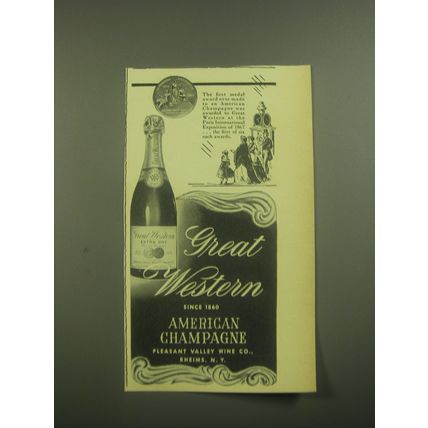 The first medal
award ever made
to an American
Champagne was
awarded to Great
Western at the
Paris International
Exposition of 1867
. . . the first of six
such awards.
Great Western
EXTRA DRY
Great
Western
SINCE 1860
AMERICAN
CHAMPAGNE
PLEASANT VALLEY WINE CO.,
RHEIMS, N. Y.